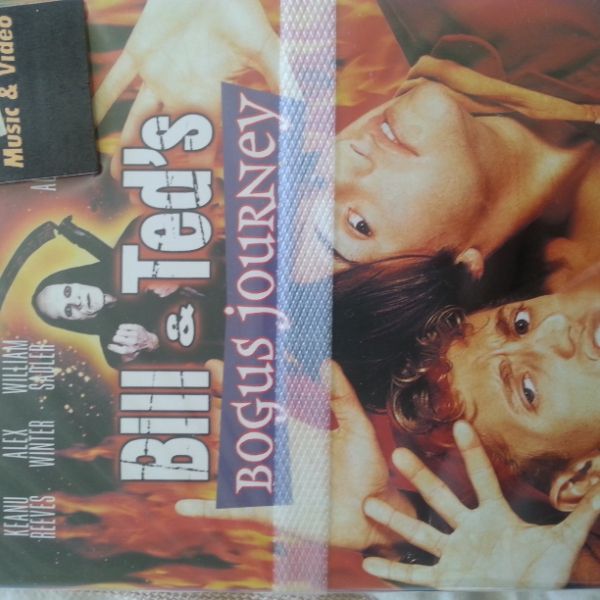 Music & Video
KEANU
REEVES
ALEX
WINTER
WILLIAM
SADLER
Bill & Ted's
BOGUS JOURNEY